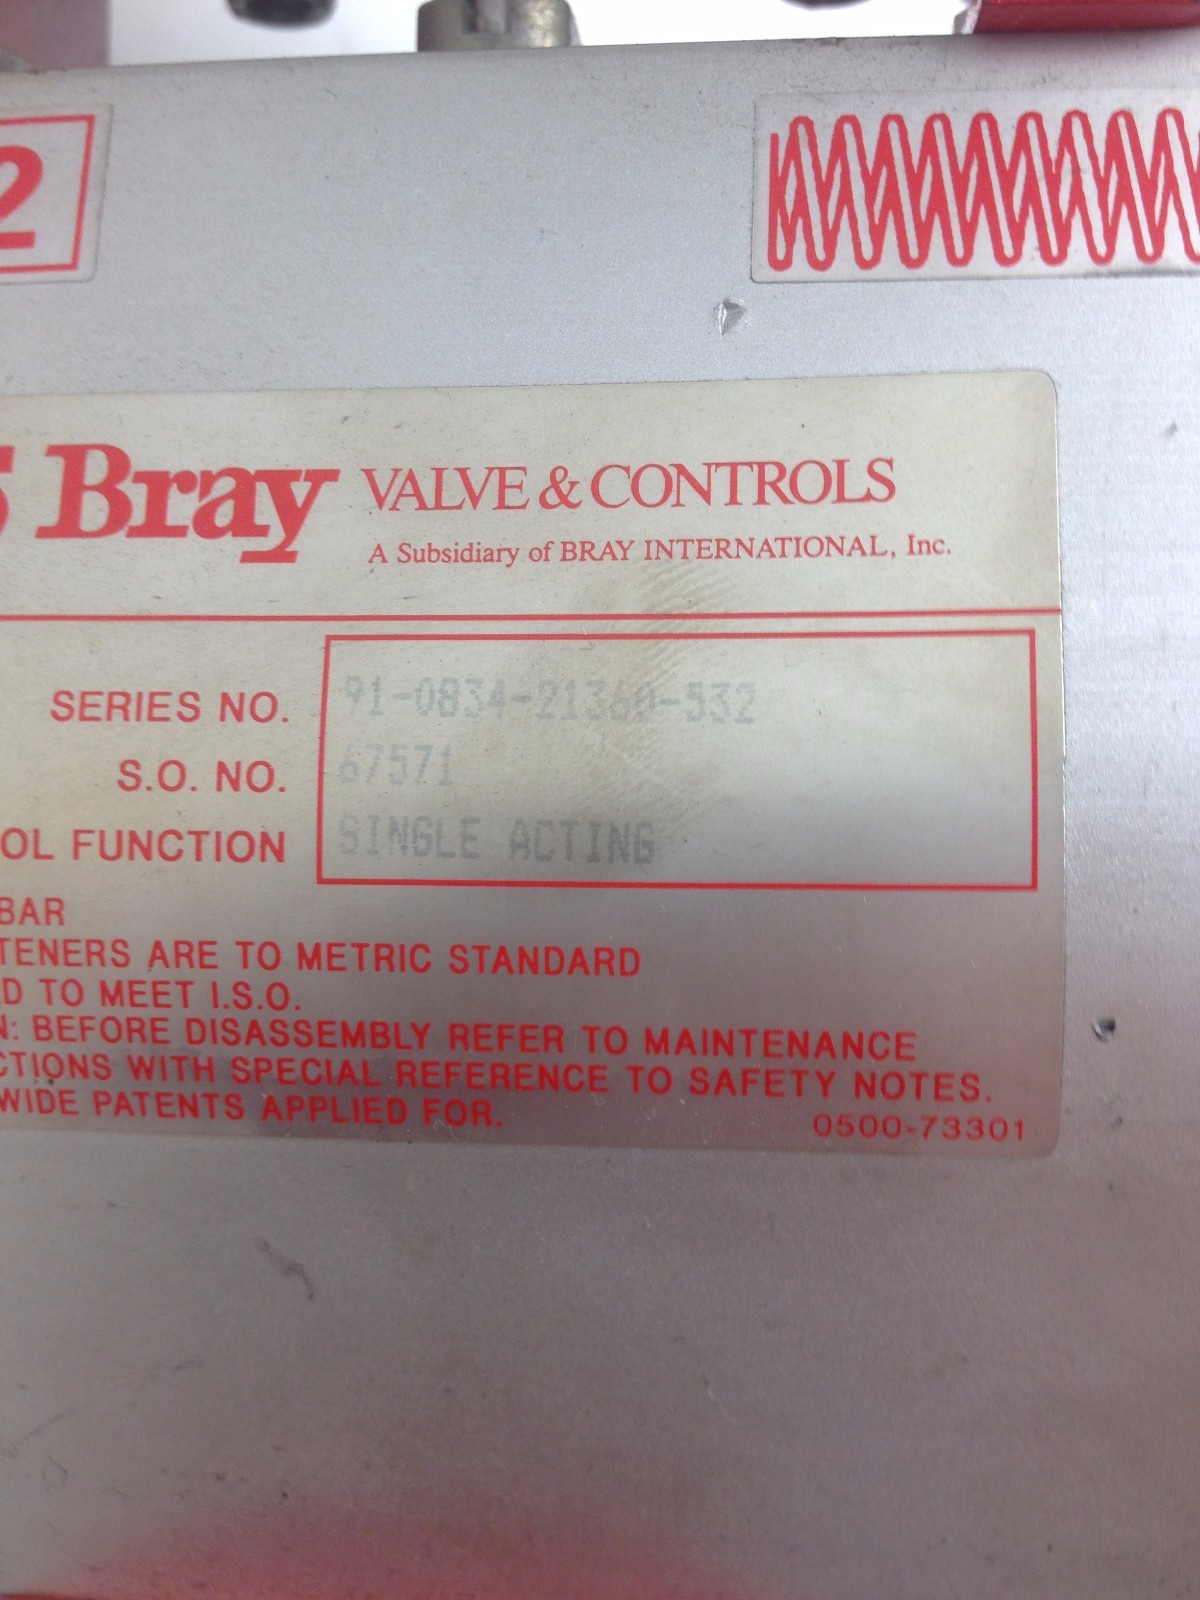 2
Bray VALVE & CONTROLS
A Subsidiary of BRAY INTERNATIONAL, Inc.
SERIES NO. 91-0834-21360-532
S.O. NO. 67571
OL FUNCTION SINGLE ACTING
BAR
TENERS ARE TO METRIC STANDARD
D TO MEET I.S.O.
N: BEFORE DISASSEMBLY REFER TO MAINTENANCE
CTIONS WITH SPECIAL REFERENCE TO SAFETY NOTES.
WIDE PATENTS APPLIED FOR.
0500-73301